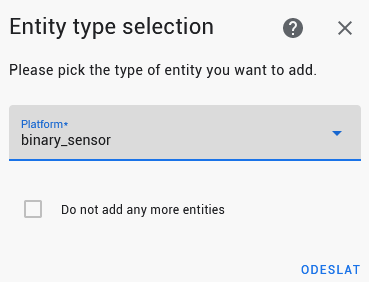 Entity type selection
Please pick the type of entity you want to add.
Platform*
binary_sensor
Do not add any more entities
ODESLAT